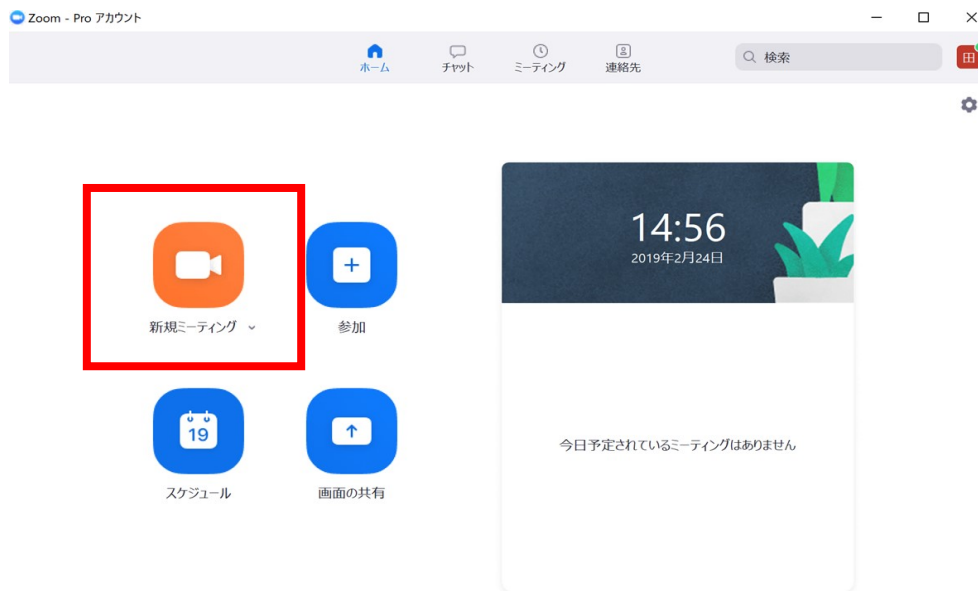 Zoom - Pro アカウント
ホーム
チャット
ミーティング
連絡先
検索
田
14:56
2019年2月24日
新規ミーティング
参加
19
スケジュール
画面の共有
今日予定されているミーティングはありません